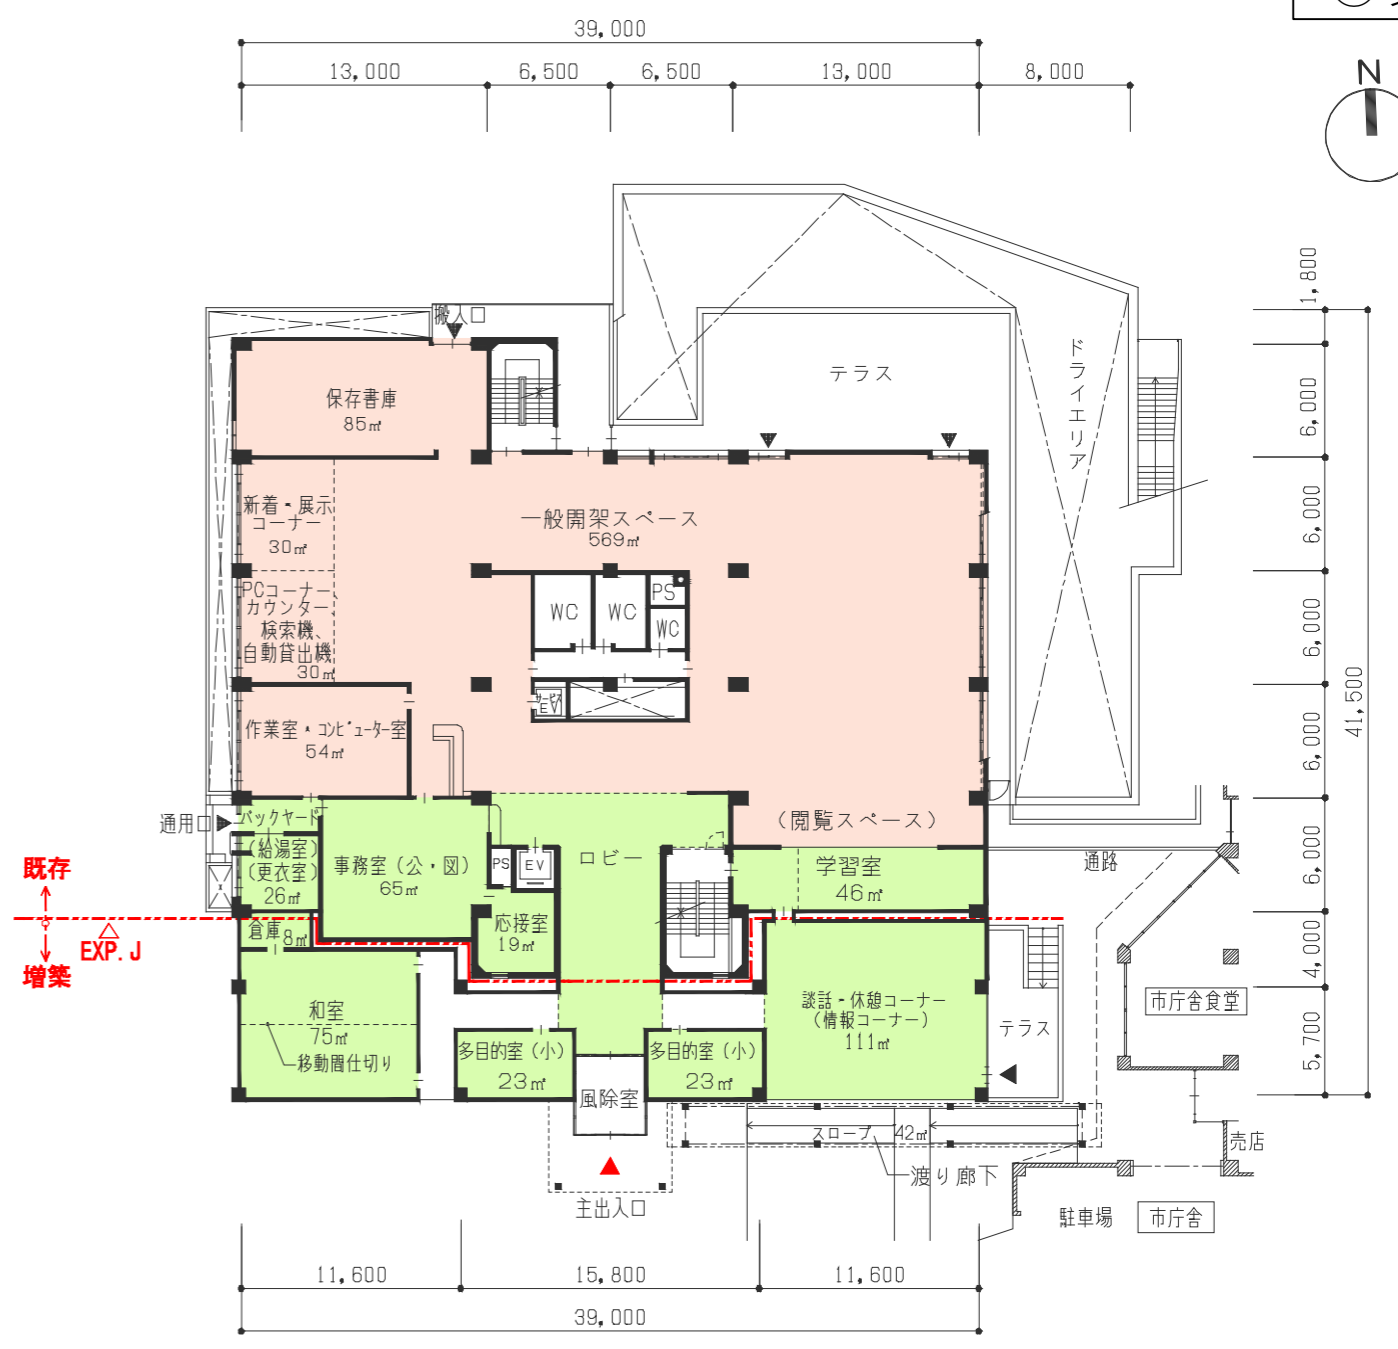 39,000
13,000
6,500
6,500
13,000
8,000
N
1,800
搬入口
テラス
ドライエリア
保存書庫
85㎡
6,000
新着・展示
コーナー
30㎡
一般開架スペース
569㎡
6,000
PCコーナー、
カウンター、
検索機、
自動貸出機
30㎡
WC
WC
PS
WC
6,000
41,500
サービス
EV
作業室・コンピューター室
54㎡
6,000
通用口
バックヤード
(給湯室)
(更衣室)
26㎡
事務室(公・図)
65㎡
PS
EV
ロビー
(閲覧スペース)
学習室
46㎡
通路
6,000
既存
EXP.J
増築
倉庫8㎡
応接室
19㎡
4,000
和室
75㎡
移動間仕切り
談話・休憩コーナー
(情報コーナー)
111㎡
テラス
市庁舎食堂
多目的室(小)
23㎡
多目的室(小)
23㎡
5,700
風除室
スロープ 42㎡
売店
渡り廊下
主出入口
駐車場
市庁舎
11,600
15,800
11,600
39,000